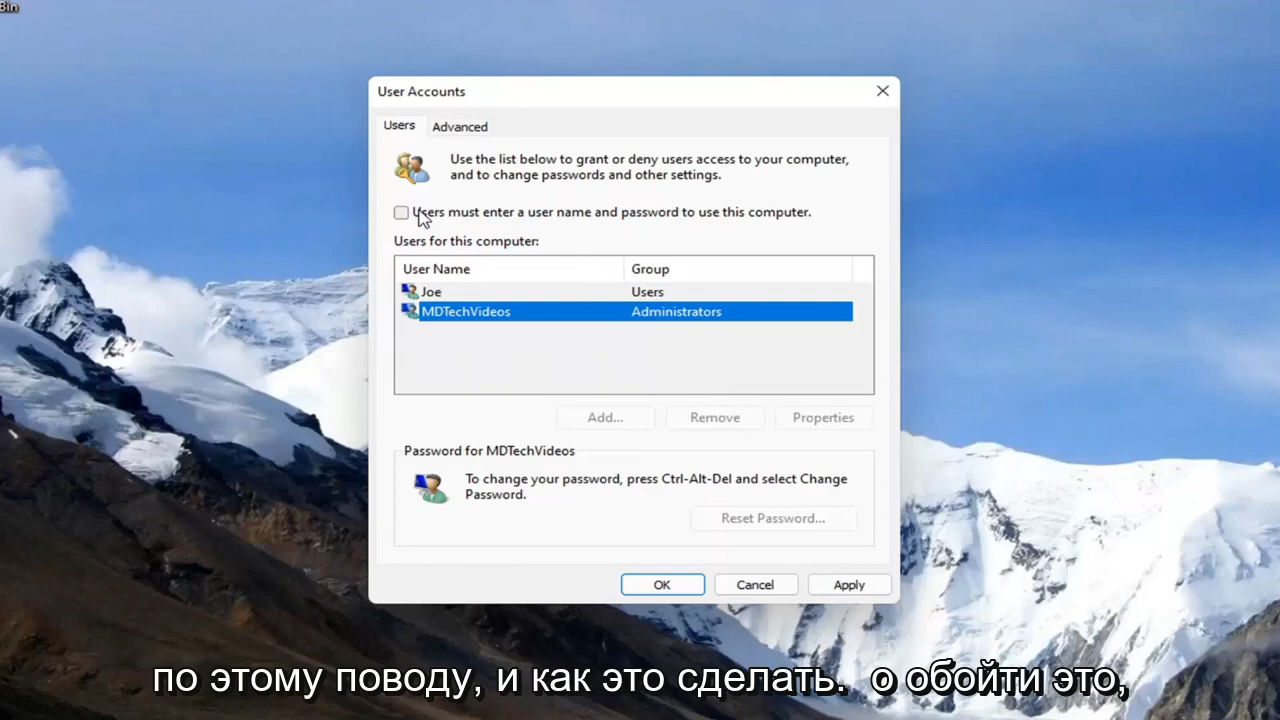 Bin
User Accounts
Users
Advanced
Use the list below to grant or deny users access to your computer,
and to change passwords and other settings.
Users must enter a user name and password to use this computer.
Users for this computer:
User Name Group
Joe Users
MDTechVideos Administrators
Add... Remove Properties
Password for MDTechVideos
To change your password, press Ctrl-Alt-Del and select Change
Password.
Reset Password...
OK Cancel Apply
по этому поводу, и как это сделать. о обойти это,